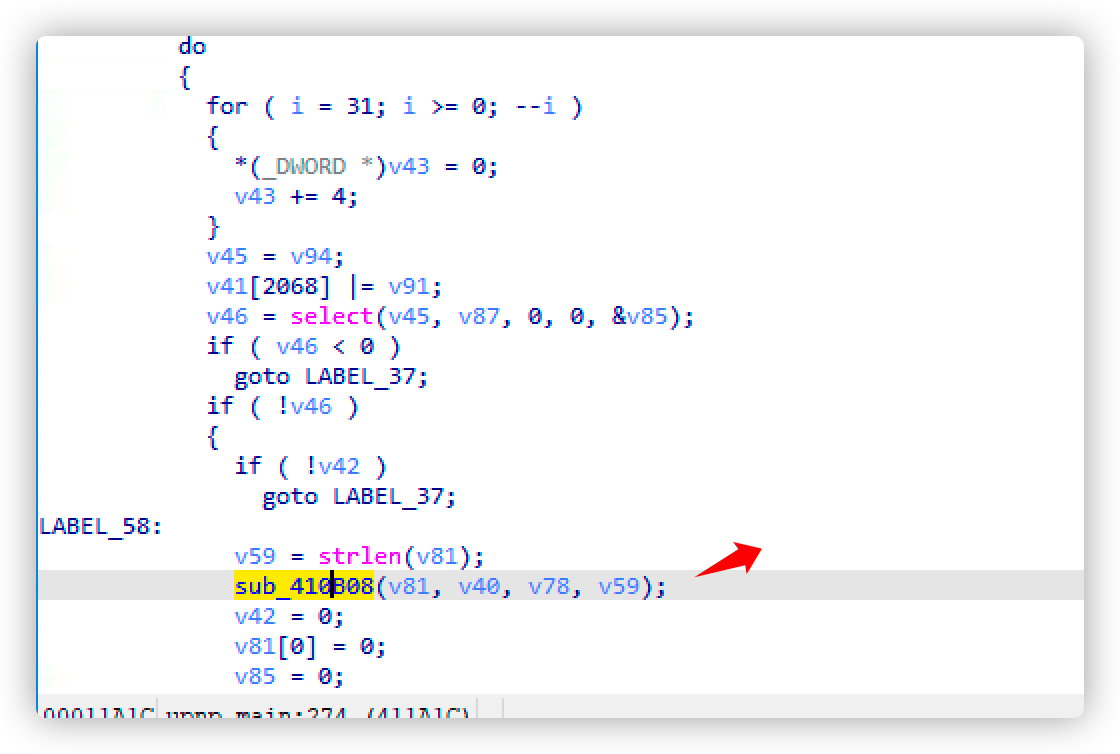 do
{
for ( i = 31; i >= 0; --i )
{
*(_DWORD *)v43 = 0;
v43 += 4;
}
v45 = v94;
v41[2068] |= v91;
v46 = select(v45, v87, 0, 0, &v85);
if ( v46 < 0 )
goto LABEL_37;
if ( !v46 )
{
if ( !v42 )
goto LABEL_37;
LABEL_58:
v59 = strlen(v81);
sub_410B08(v81, v40, v78, v59);
v42 = 0;
v81[0] = 0;
v85 = 0;
00011A1C upnp_main:274 (411A1C)